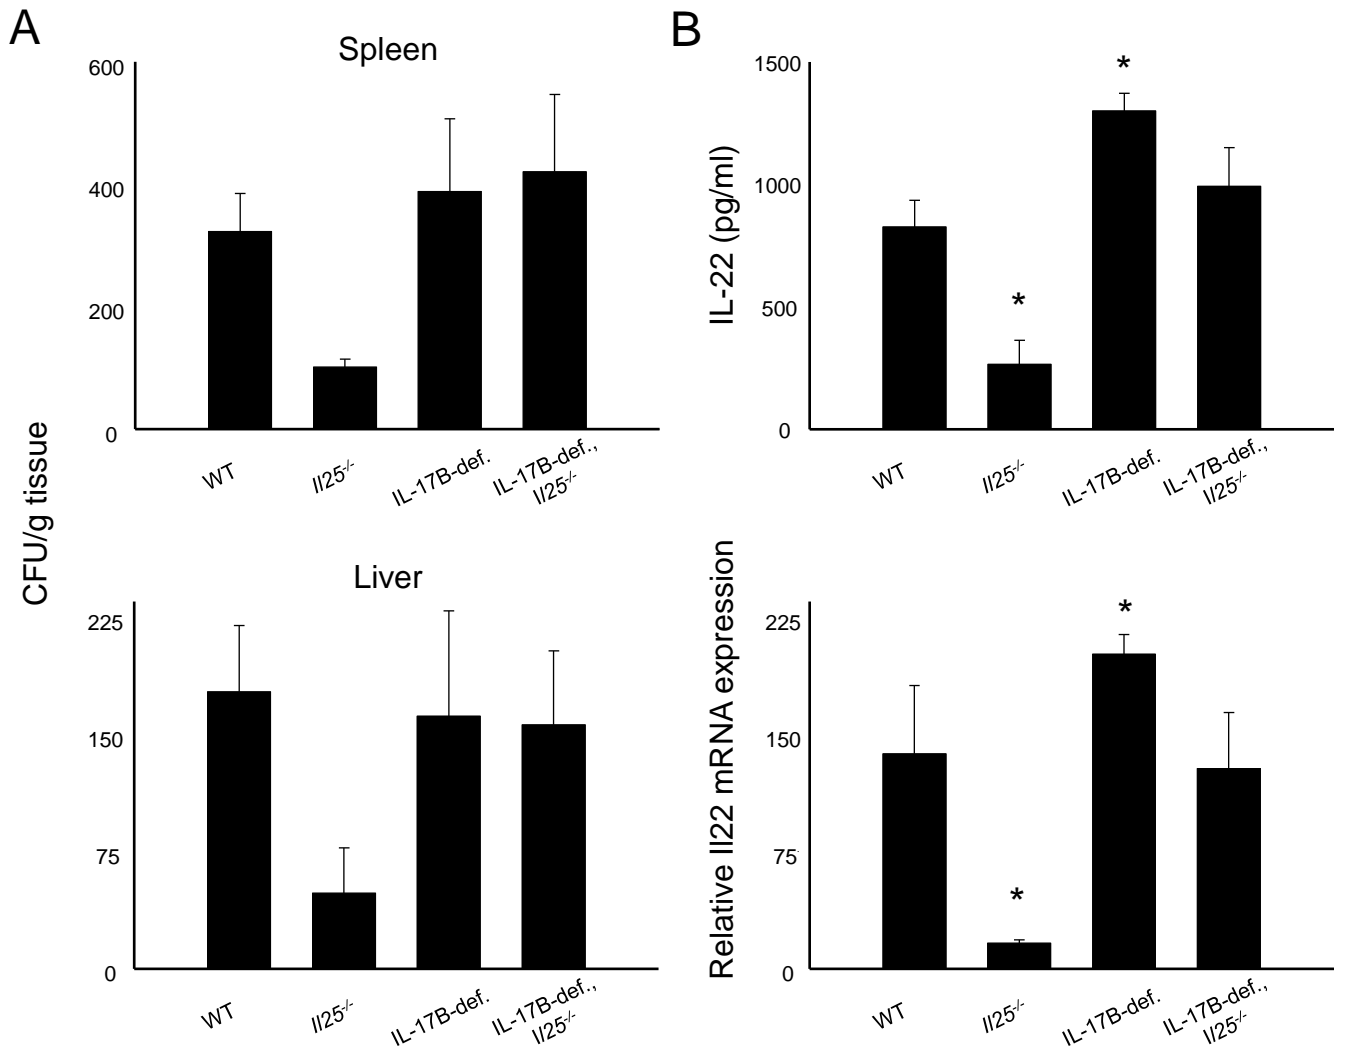 A
Spleen
CFU/g tissue
600
400
200
0
WT
Il25-/-
IL-17B-def.
IL-17B-def.,
Il25-/-
Liver
225
150
75
0
WT
Il25-/-
IL-17B-def.
IL-17B-def.,
Il25-/-
B
IL-22 (pg/ml)
1500
1000
500
0
*
*
WT
Il25-/-
IL-17B-def.
IL-17B-def.,
Il25-/-
Relative Il22 mRNA expression
225
150
75
0
*
*
WT
Il25-/-
IL-17B-def.
IL-17B-def.,
Il25-/-